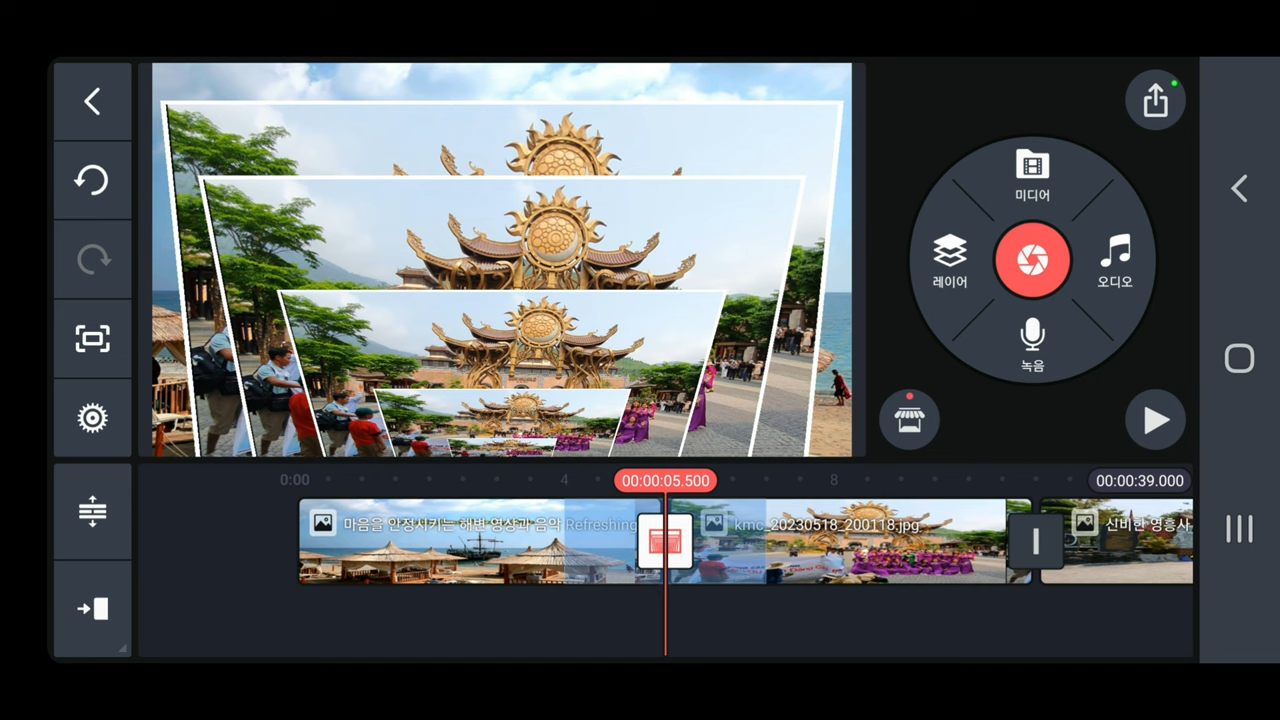 미디어
레이어
오디오
녹음
0:00
4
00:00:05.500
8
00:00:39.000
마음을 안정시키는 해변 영상과 음악 Refreshing
kmc_20230518_200118.jpg
신비한 영흥사